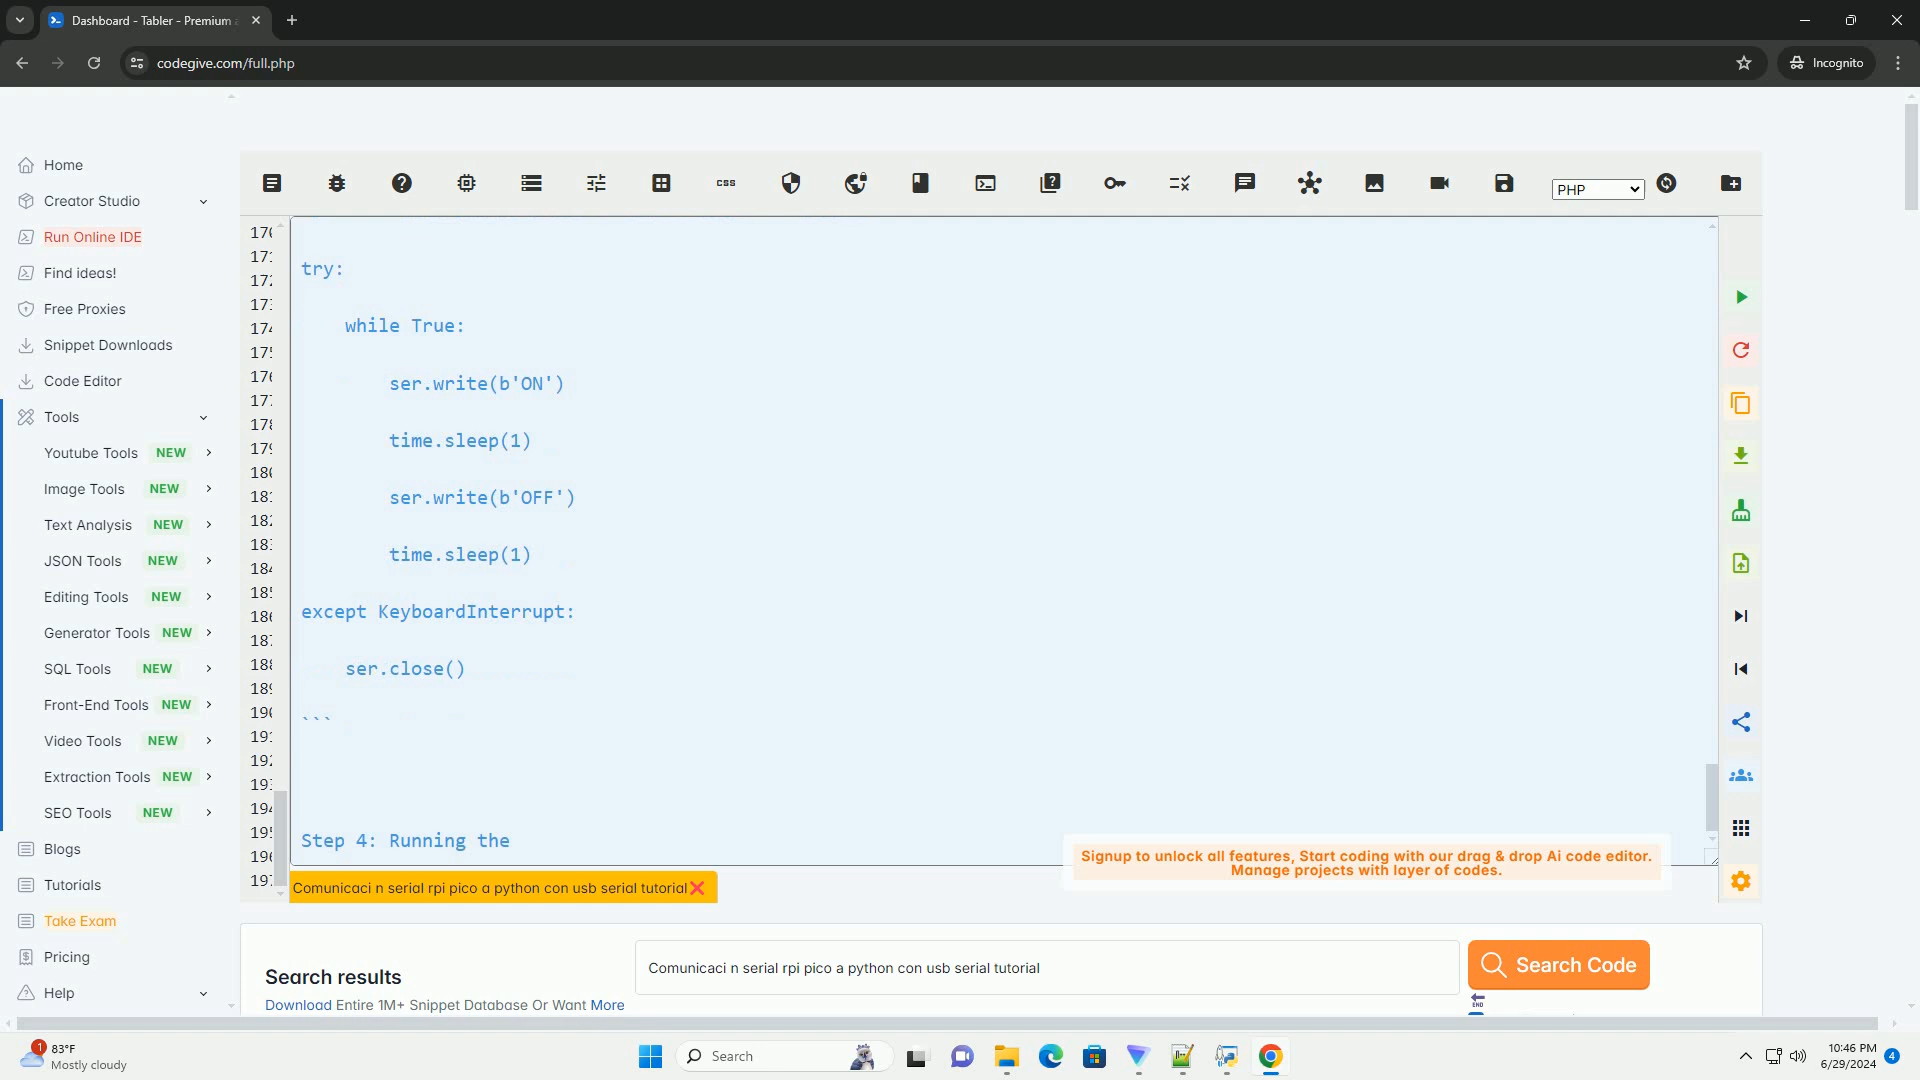 Dashboard - Tabler - Premium
codegive.com/full.php
Incognito
Home
Creator Studio
Run Online IDE
Find ideas!
Free Proxies
Snippet Downloads
Code Editor
Tools
Youtube Tools NEW
Image Tools NEW
Text Analysis NEW
JSON Tools NEW
Editing Tools NEW
Generator Tools NEW
SQL Tools NEW
Front-End Tools NEW
Video Tools NEW
Extraction Tools NEW
SEO Tools NEW
Blogs
Tutorials
Take Exam
Pricing
Help
css
PHP
try:
while True:
ser.write(b'ON')
time.sleep(1)
ser.write(b'OFF')
time.sleep(1)
except KeyboardInterrupt:
ser.close()
```
Step 4: Running the
Signup to unlock all features, Start coding with our drag & drop Ai code editor.
Manage projects with layer of codes.
Comunicaci n serial rpi pico a python con usb serial tutorial
Search results
Download Entire 1M+ Snippet Database Or Want More
Comunicaci n serial rpi pico a python con usb serial tutorial
Search Code
END
1
83°F
Mostly cloudy
Search
10:46 PM
6/29/2024
4